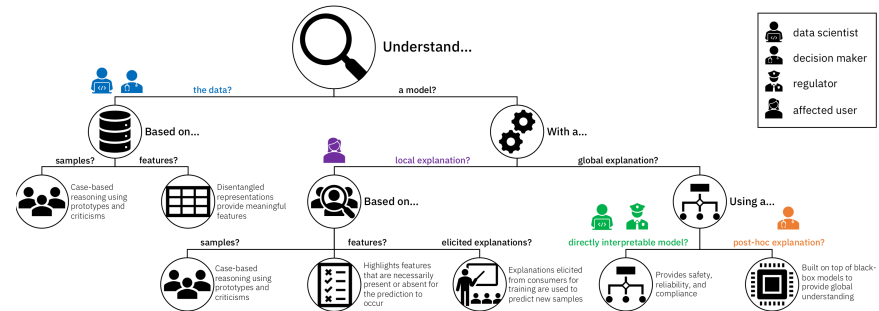 Understand...
data scientist
decision maker
regulator
affected user
the data?
a model?
Based on...
With a...
samples?
features?
local explanation?
global explanation?
Case-based
reasoning using
prototypes and
criticisms
Disentangled
representations
provide meaningful
features
Based on...
Using a...
samples?
features?
elicited explanations?
directly interpretable model?
post-hoc explanation?
Case-based
reasoning using
prototypes and
criticisms
Highlights features
that are necessarily
present or absent for
the prediction to
occur
Explanations elicited
from consumers for
training are used to
predict new samples
Provides safety,
reliability, and
compliance
Built on top of black-
box models to
provide global
understanding